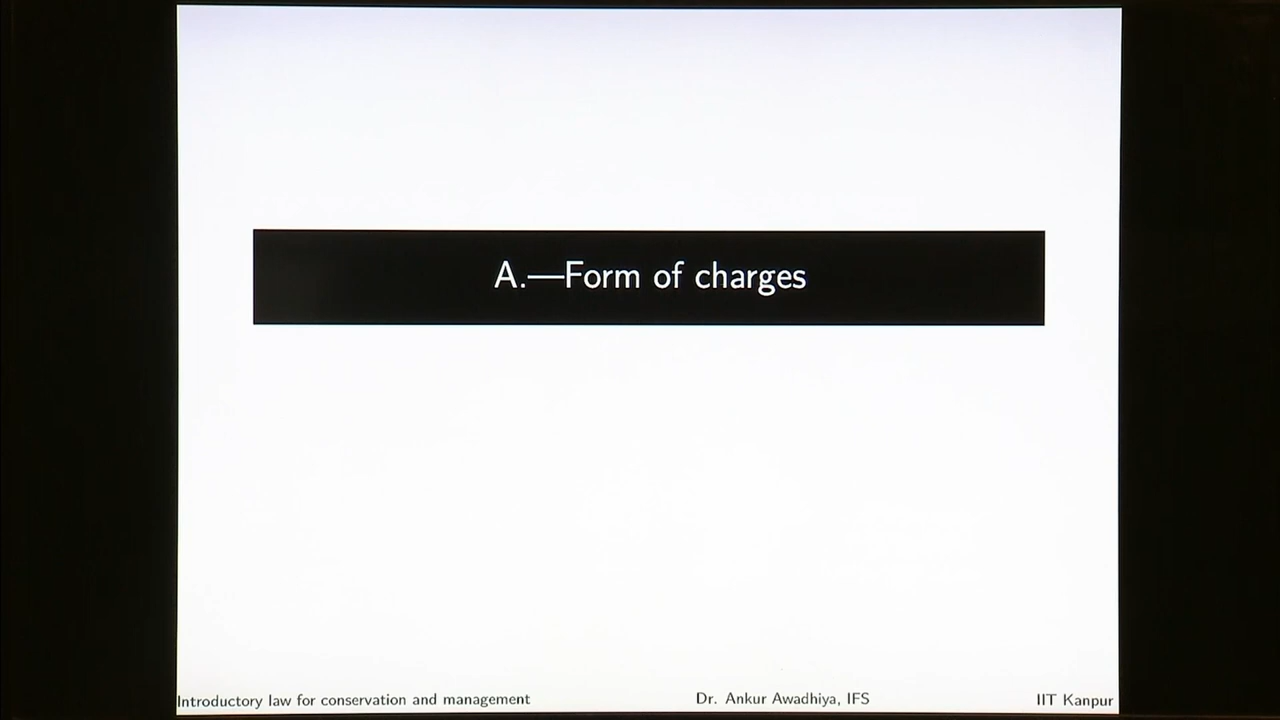 A.—Form of charges
Introductory law for conservation and management Dr. Ankur Awadhiya, IFS IIT Kanpur